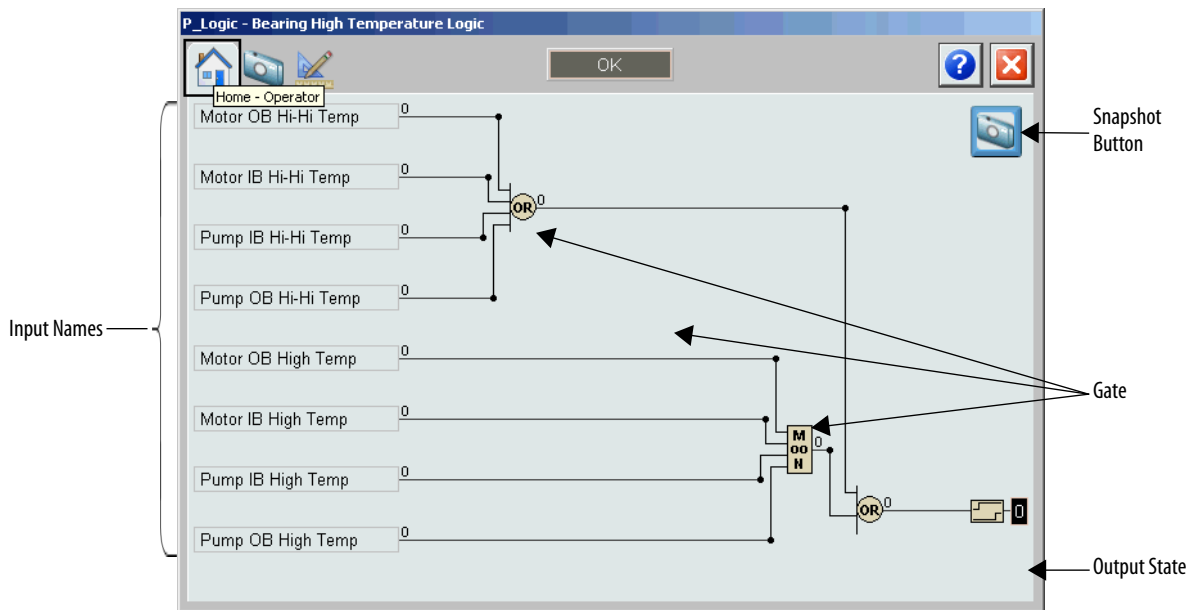 P_Logic - Bearing High Temperature Logic
OK
?
Home - Operator
Motor OB Hi-Hi Temp 0
Snapshot
Button
Motor IB Hi-Hi Temp 0
OR 0
Pump IB Hi-Hi Temp 0
Pump OB Hi-Hi Temp 0
Input Names
Motor OB High Temp 0
Gate
Motor IB High Temp 0
M
oo
N
0
Pump IB High Temp 0
OR 0
0
Pump OB High Temp 0
Output State